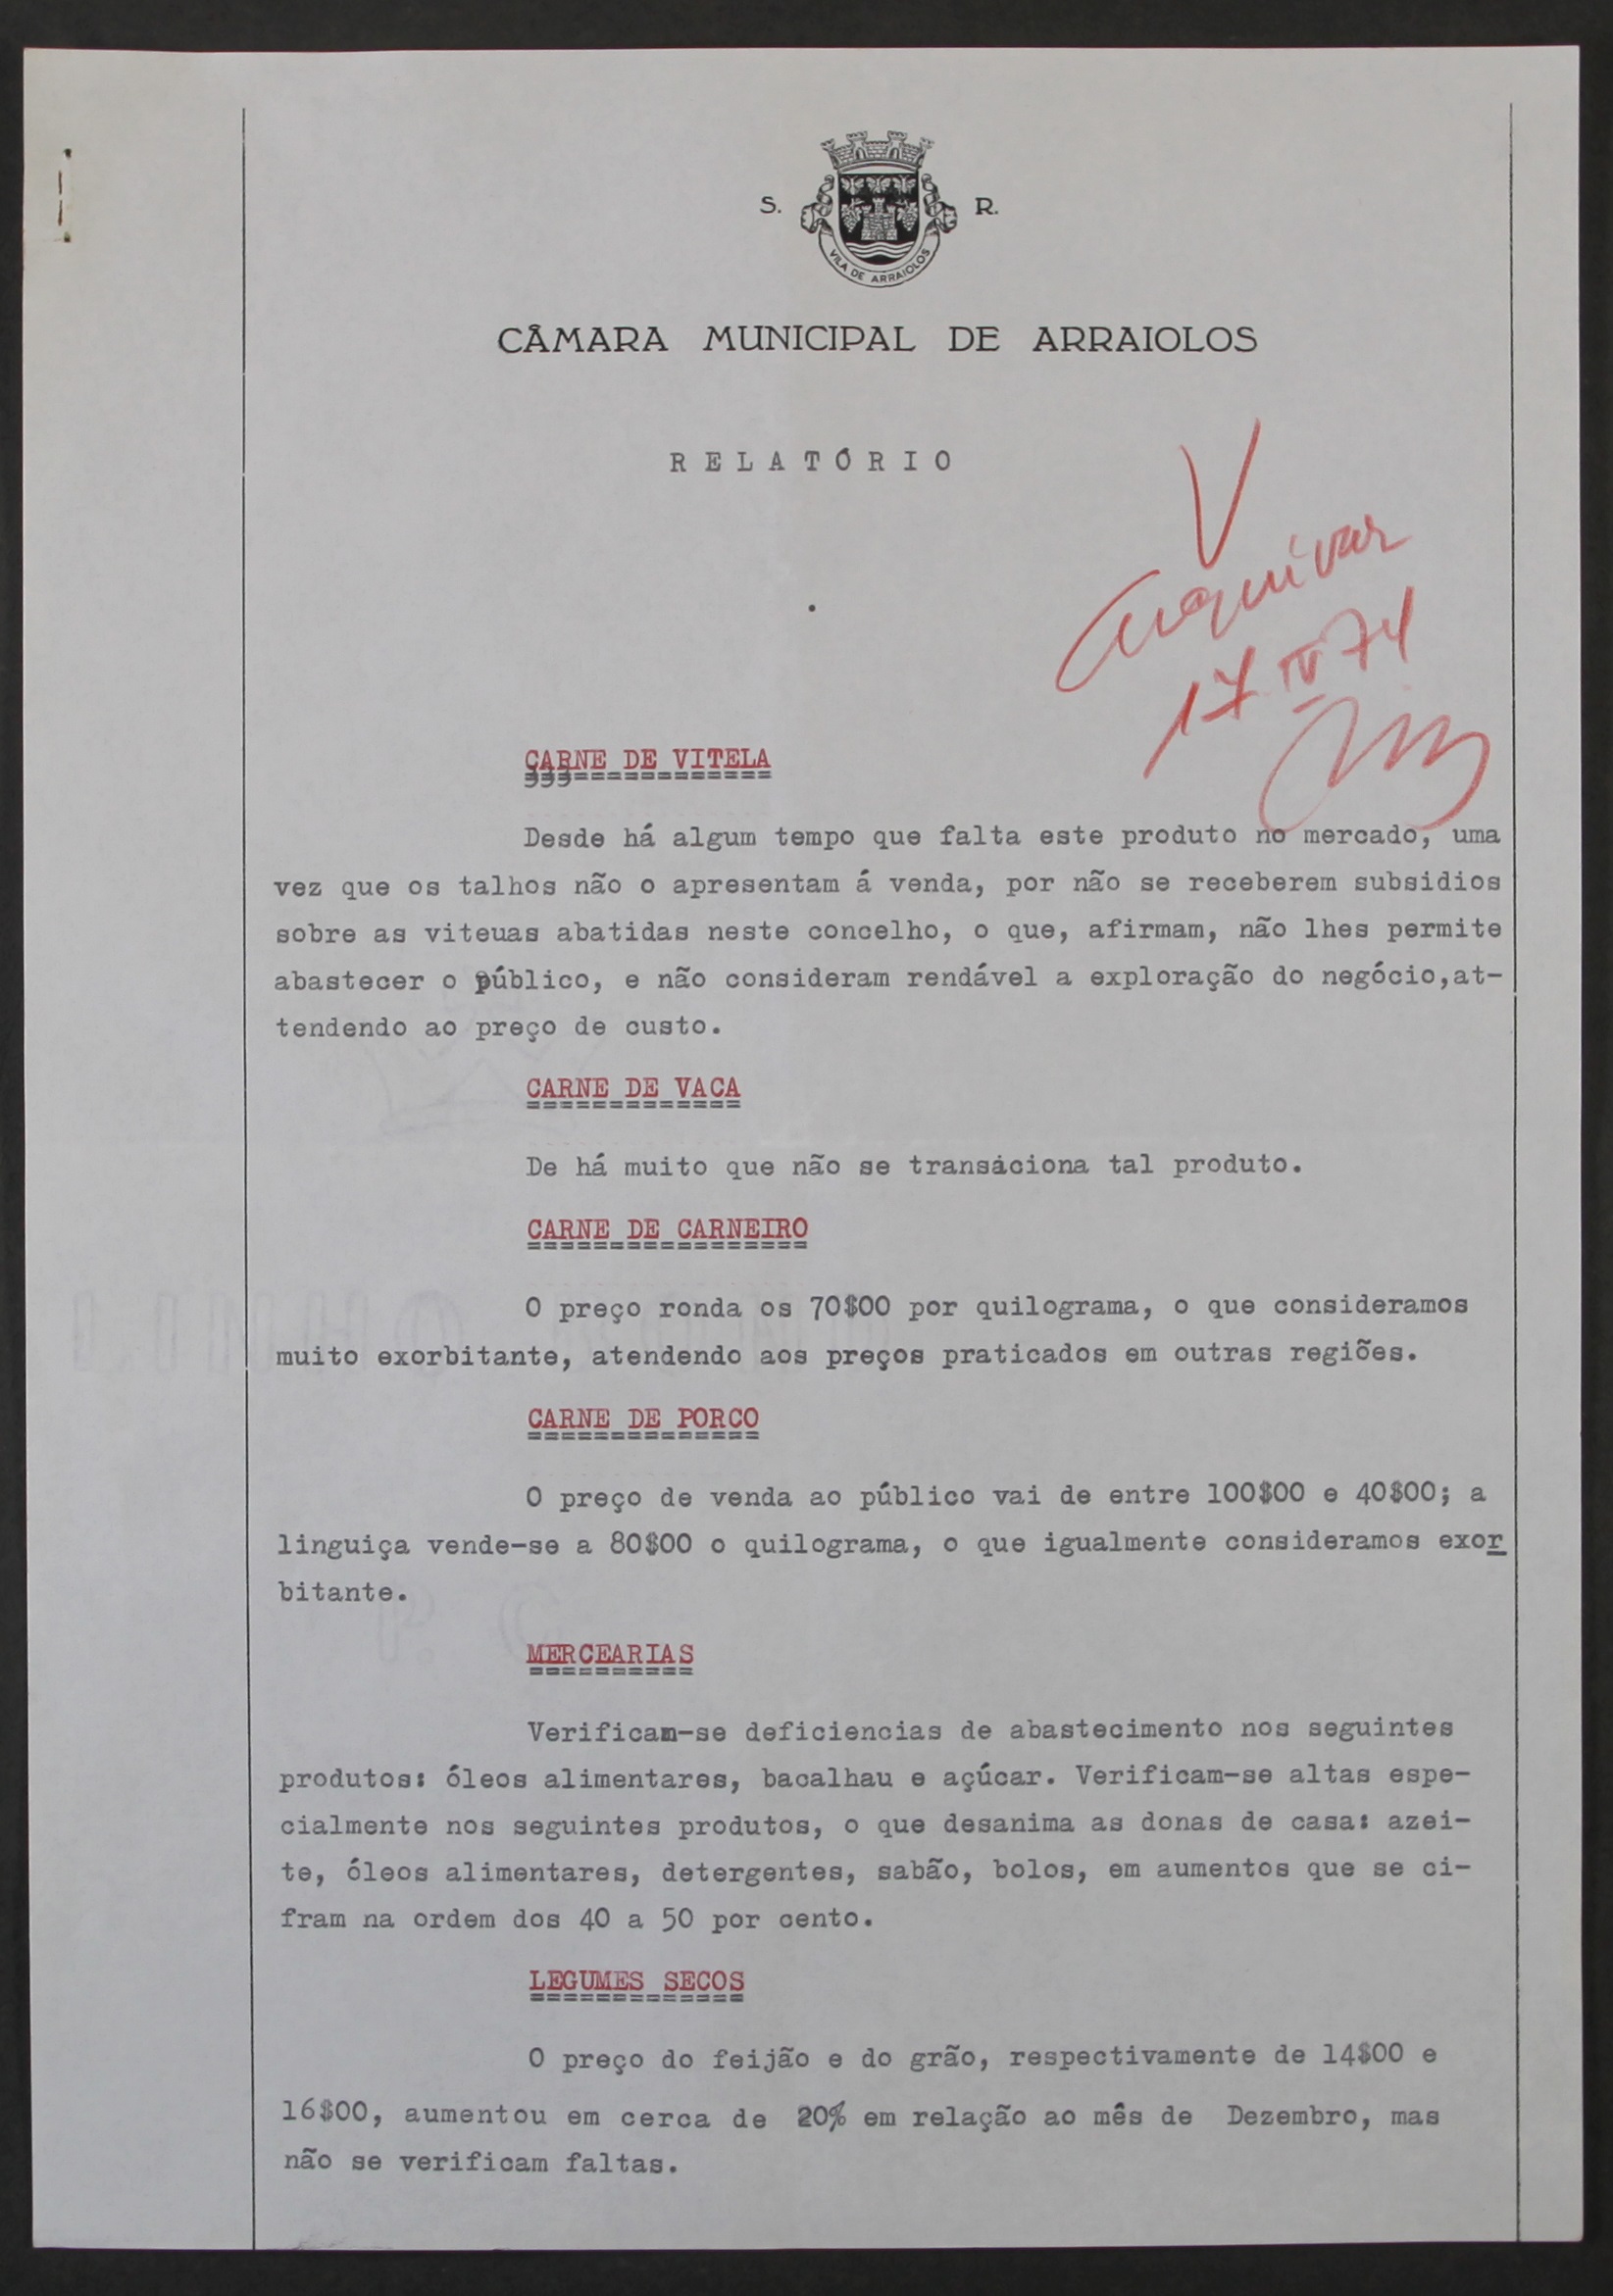 S. R.
VILA DE ARRAIOLOS
CÂMARA MUNICIPAL DE ARRAIOLOS
RELATÓRIO
V
Arquivar
17 IV 74
CARNE DE VITELA
Desde há algum tempo que falta este produto no mercado, uma
vez que os talhos não o apresentam á venda, por não se receberem subsidios
sobre as viteuas abatidas neste concelho, o que, afirmam, não lhes permite
abastecer o público, e não consideram rendável a exploração do negócio,at-
tendendo ao preço de custo.
CARNE DE VACA
De há muito que não se transáciona tal produto.
CARNE DE CARNEIRO
O preço ronda os 70$00 por quilograma, o que consideramos
muito exorbitante, atendendo aos preços praticados em outras regiões.
CARNE DE PORCO
O preço de venda ao público vai de entre 100$00 e 40$00; a
linguiça vende-se a 80$00 o quilograma, o que igualmente consideramos exor
bitante.
MERCEARIAS
Verificam-se deficiencias de abastecimento nos seguintes
produtos: óleos alimentares, bacalhau e açúcar. Verificam-se altas espe-
cialmente nos seguintes produtos, o que desanima as donas de casa: azei-
te, óleos alimentares, detergentes, sabão, bolos, em aumentos que se ci-
fram na ordem dos 40 a 50 por cento.
LEGUMES SECOS
O preço do feijão e do grão, respectivamente de 14$00 e
16$00, aumentou em cerca de 20% em relação ao mês de Dezembro, mas
não se verificam faltas.